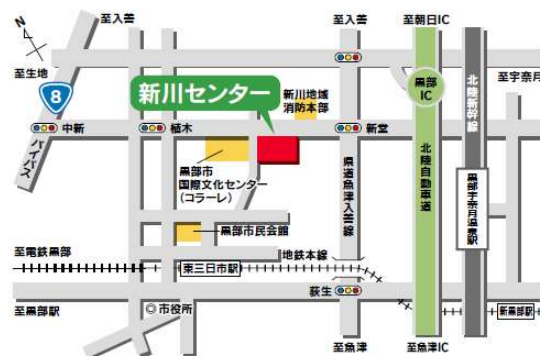 N
至入善
至入善
至朝日IC
至生地
8
新川センター
新川地域
消防本部
黒部
IC
北陸新幹線
至宇奈月
中新
植木
新堂
バイパス
黒部市
国際文化センター
(コラーレ)
県道魚津入善線
北陸自動車道
黒部宇奈月温泉駅
黒部市民会館
至電鉄黒部
地鉄本線
東三日市駅
荻生
至黒部駅
市役所
新黒部駅
至魚津
至魚津IC